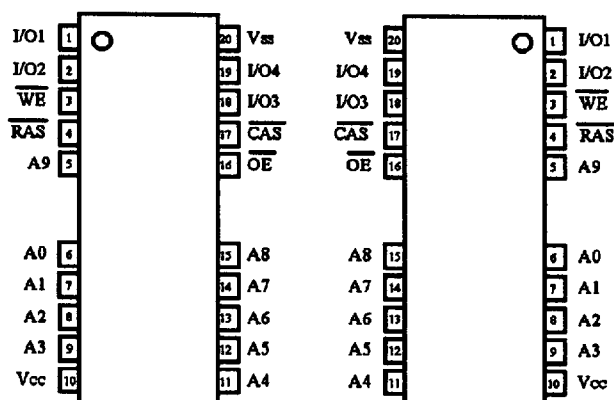 I/O1 1 20 Vss Vss 20 1 I/O1
I/O2 2 19 I/O4 I/O4 19 2 I/O2
WE 3 18 I/O3 I/O3 18 3 WE
RAS 4 17 CAS CAS 17 4 RAS
A9 5 16 OE OE 16 5 A9
A0 6 15 A8 A8 15 6 A0
A1 7 14 A7 A7 14 7 A1
A2 8 13 A6 A6 13 8 A2
A3 9 12 A5 A5 12 9 A3
Vcc 10 11 A4 A4 11 10 Vcc